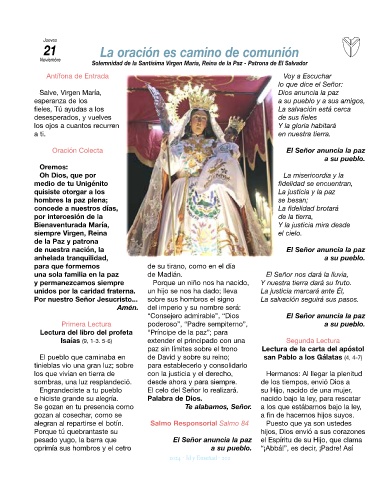 Jueves
21
Noviembre
La oración es camino de comunión
Solemnidad de la Santísima Virgen María, Reina de la Paz - Patrona de El Salvador
Antífona de Entrada
Salve, Virgen María,
esperanza de los
fieles, Tú ayudas a los
desesperados, y vuelves
los ojos a cuantos recurren
a ti.
Oración Colecta
Oremos:
Oh Dios, que por
medio de tu Unigénito
quisiste otorgar a los
hombres la paz plena;
concede a nuestros días,
por intercesión de la
Bienaventurada María,
siempre Virgen, Reina
de la Paz y patrona
de nuestra nación, la
anhelada tranquilidad,
para que formemos
una sola familia en la paz
y permanezcamos siempre
unidos por la caridad fraterna.
Por nuestro Señor Jesucristo...
Amén.
Primera Lectura
Lectura del libro del profeta
Isaías (9, 1-3. 5-6)
El pueblo que caminaba en
tinieblas vio una gran luz; sobre
los que vivían en tierra de
sombras, una luz resplandeció.
Engrandeciste a tu pueblo
e hiciste grande su alegría.
Se gozan en tu presencia como
gozan al cosechar, como se
alegran al repartirse el botín.
Porque tú quebrantaste su
pesado yugo, la barra que
oprimía sus hombros y el cetro
de su tirano, como en el día
de Madián.
Porque un niño nos ha nacido,
un hijo se nos ha dado; lleva
sobre sus hombros el signo
del imperio y su nombre será:
“Consejero admirable”, “Dios
poderoso”, “Padre sempiterno”,
“Príncipe de la paz”; para
extender el principado con una
paz sin límites sobre el trono
de David y sobre su reino;
para establecerlo y consolidarlo
con la justicia y el derecho,
desde ahora y para siempre.
El celo del Señor lo realizará.
Palabra de Dios.
Te alabamos, Señor.
Salmo Responsorial Salmo 84
El Señor anuncia la paz
a su pueblo.
Voy a Escuchar
lo que dice el Señor:
Dios anuncia la paz
a su pueblo y a sus amigos,
La salvación está cerca
de sus fieles
Y la gloria habitará
en nuestra tierra.
El Señor anuncia la paz
a su pueblo.
La misericordia y la
fidelidad se encuentran,
La justicia y la paz
se besan;
La fidelidad brotará
de la tierra,
Y la justicia mira desde
el cielo.
El Señor anuncia la paz
a su pueblo.
El Señor nos dará la lluvia,
Y nuestra tierra dará su fruto.
La justicia marcará ante Él,
La salvación seguirá sus pasos.
El Señor anuncia la paz
a su pueblo.
Segunda Lectura
Lectura de la carta del apóstol
san Pablo a los Gálatas (4, 4-7)
Hermanos: Al llegar la plenitud
de los tiempos, envió Dios a
su Hijo, nacido de una mujer,
nacido bajo la ley, para rescatar
a los que estábamos bajo la ley,
a fin de hacernos hijos suyos.
Puesto que ya son ustedes
hijos, Dios envió a sus corazones
el Espíritu de su Hijo, que clama
“¡Abbá!”, es decir, ¡Padre! Así